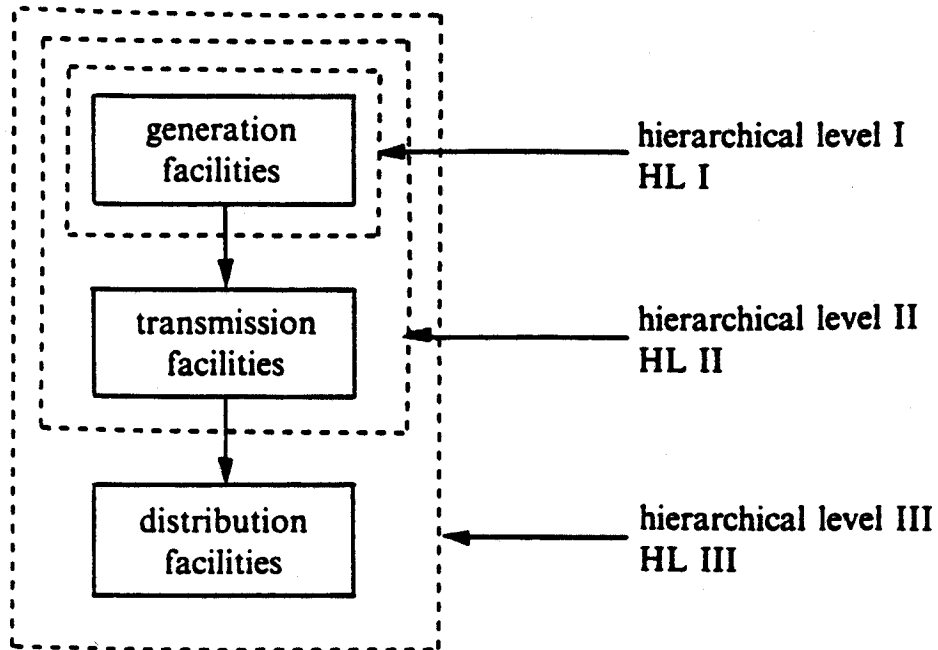 generation
facilities
hierarchical level I
HL I
transmission
facilities
hierarchical level II
HL II
distribution
facilities
hierarchical level III
HL III